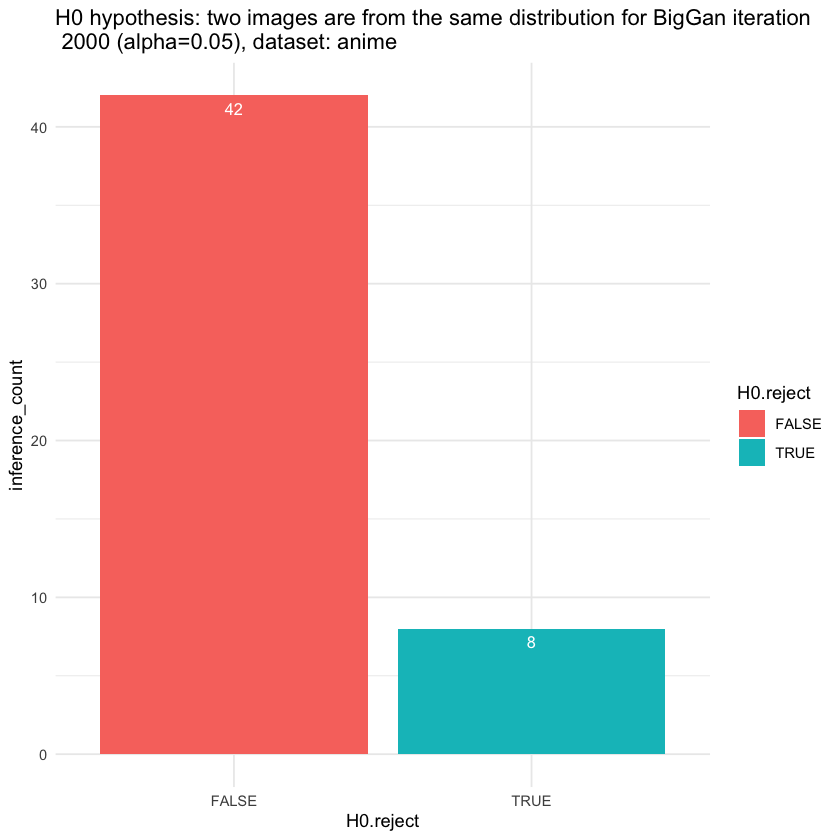 H0 hypothesis: two images are from the same distribution for BigGan iteration
2000 (alpha=0.05), dataset: anime
42
40
30
inference_count
H0.reject
FALSE
TRUE
20
10
8
0
FALSE TRUE
H0.reject